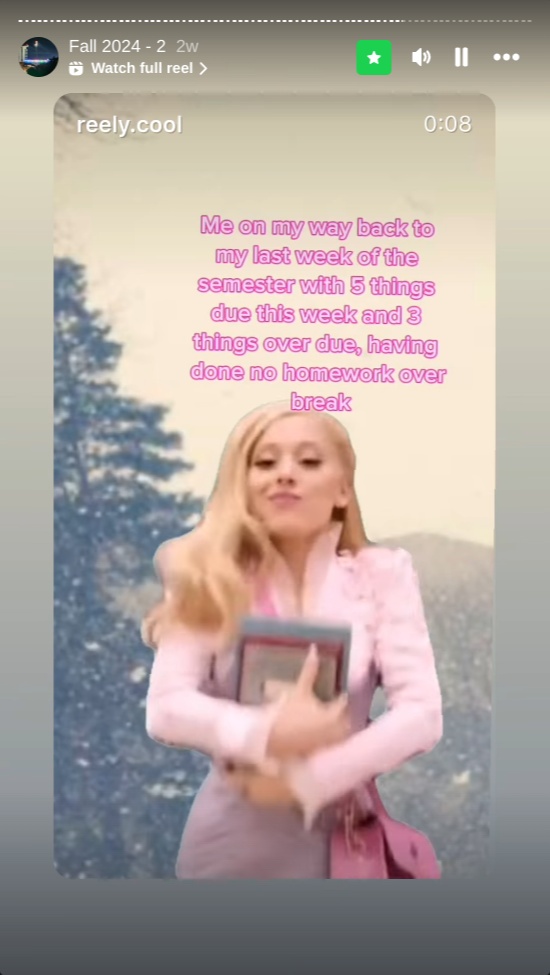 Fall 2024 - 2 2w
Watch full reel
reely.cool 0:08
Me on my way back to
my last week of the
semester with 5 things
due this week and 3
things over due, having
done no homework over
break